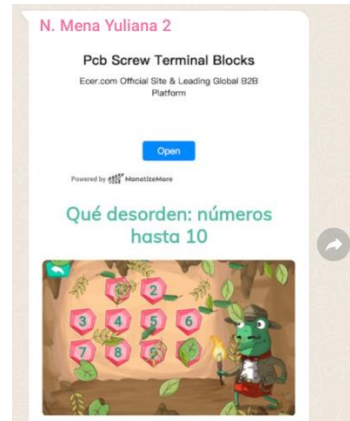 N. Mena Yuliana 2
Pcb Screw Terminal Blocks
Ecer.com Official Site & Leading Global B2B
Platform
Open
Powered by MonetizeMore
Qué desorden: números
hasta 10
2
3 4 5 6
7 8 9